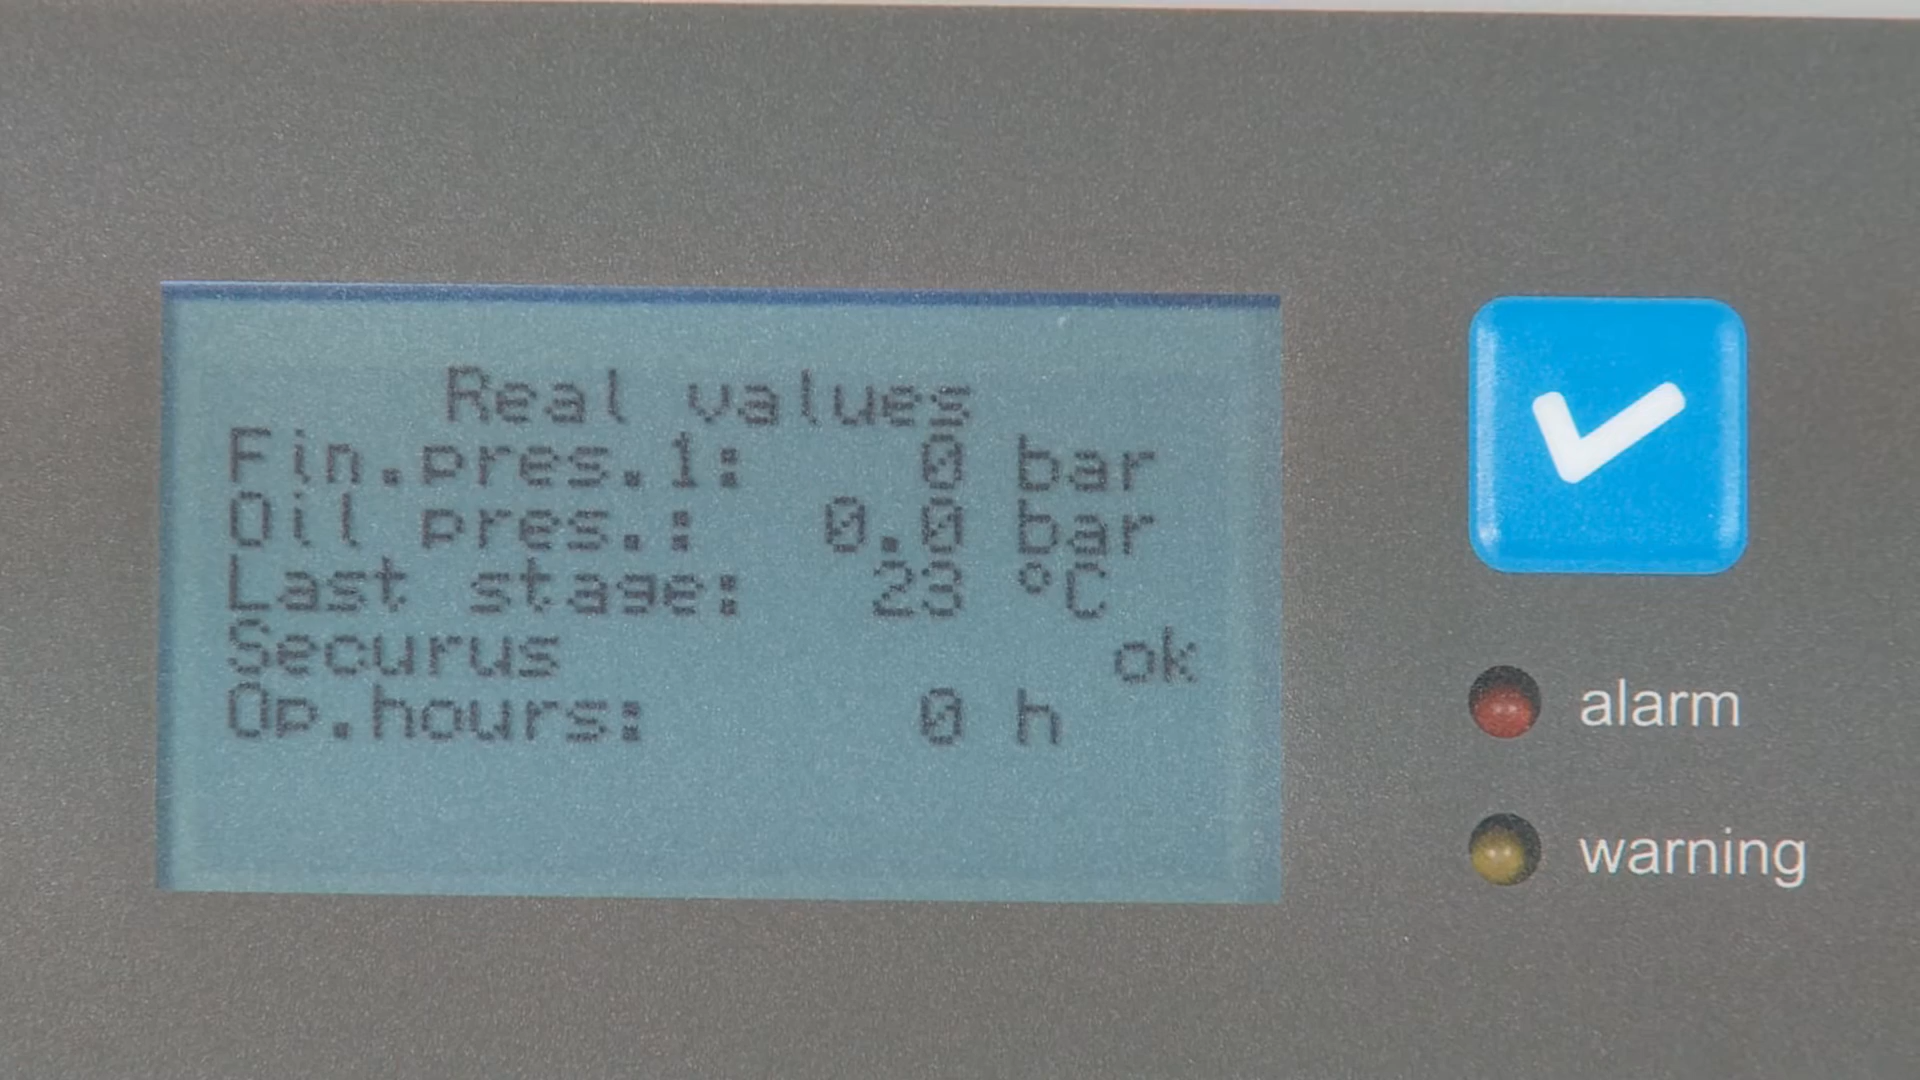 Real values
Fin.pres.1: 0 bar
Oil pres.: 0.0 bar
Last stage: 23 °C
Securus ok
Op.hours: 0 h
alarm
warning